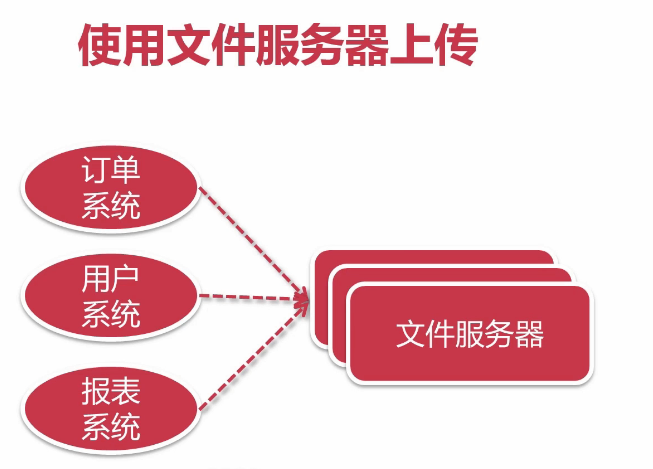 使用文件服务器上传
订单
系统
用户
系统
文件服务器
报表
系统